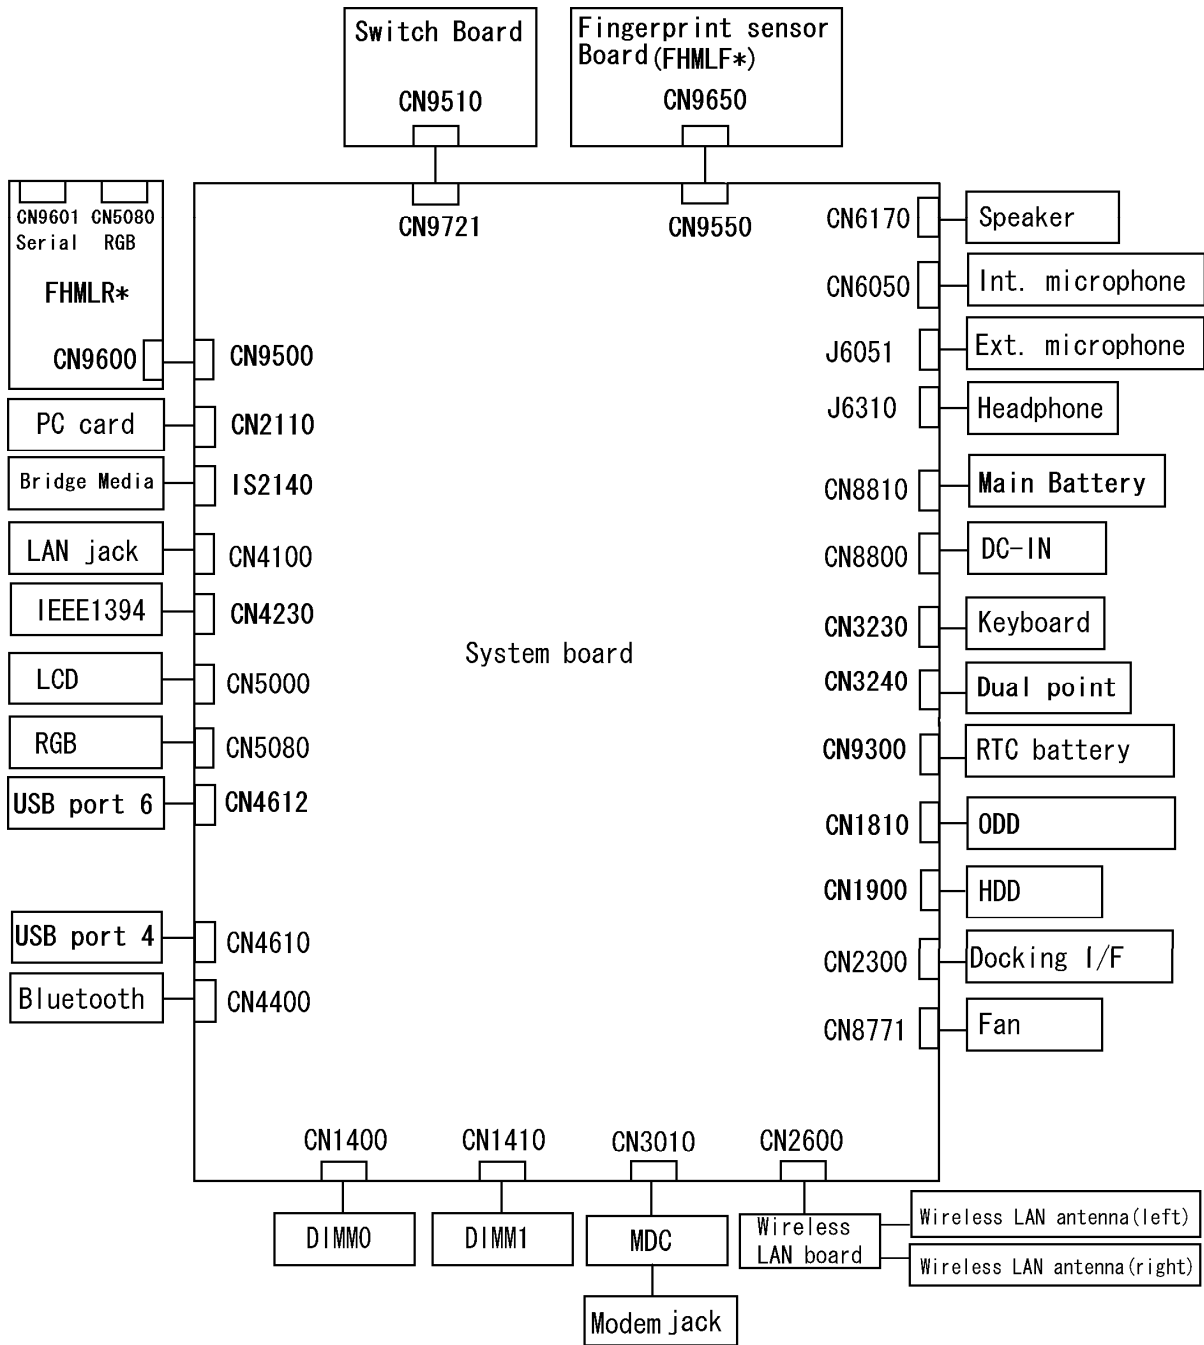 Switch Board
CN9510
Fingerprint sensor
Board(FHMLF*)
CN9650
CN9601 CN5080
Serial RGB
FHMLR*
CN9600
CN9721
CN9550
CN9500
PC card
CN2110
Bridge Media
IS2140
LAN jack
CN4100
IEEE1394
CN4230
LCD
CN5000
RGB
CN5080
USB port 6
CN4612
USB port 4
CN4610
Bluetooth
CN4400
System board
CN6170
Speaker
CN6050
Int. microphone
J6051
Ext. microphone
J6310
Headphone
CN8810
Main Battery
CN8800
DC-IN
CN3230
Keyboard
CN3240
Dual point
CN9300
RTC battery
CN1810
ODD
CN1900
HDD
CN2300
Docking I/F
CN8771
Fan
CN1400
CN1410
CN3010
CN2600
DIMM0
DIMM1
MDC
Wireless
LAN board
Wireless LAN antenna(left)
Wireless LAN antenna(right)
Modem jack